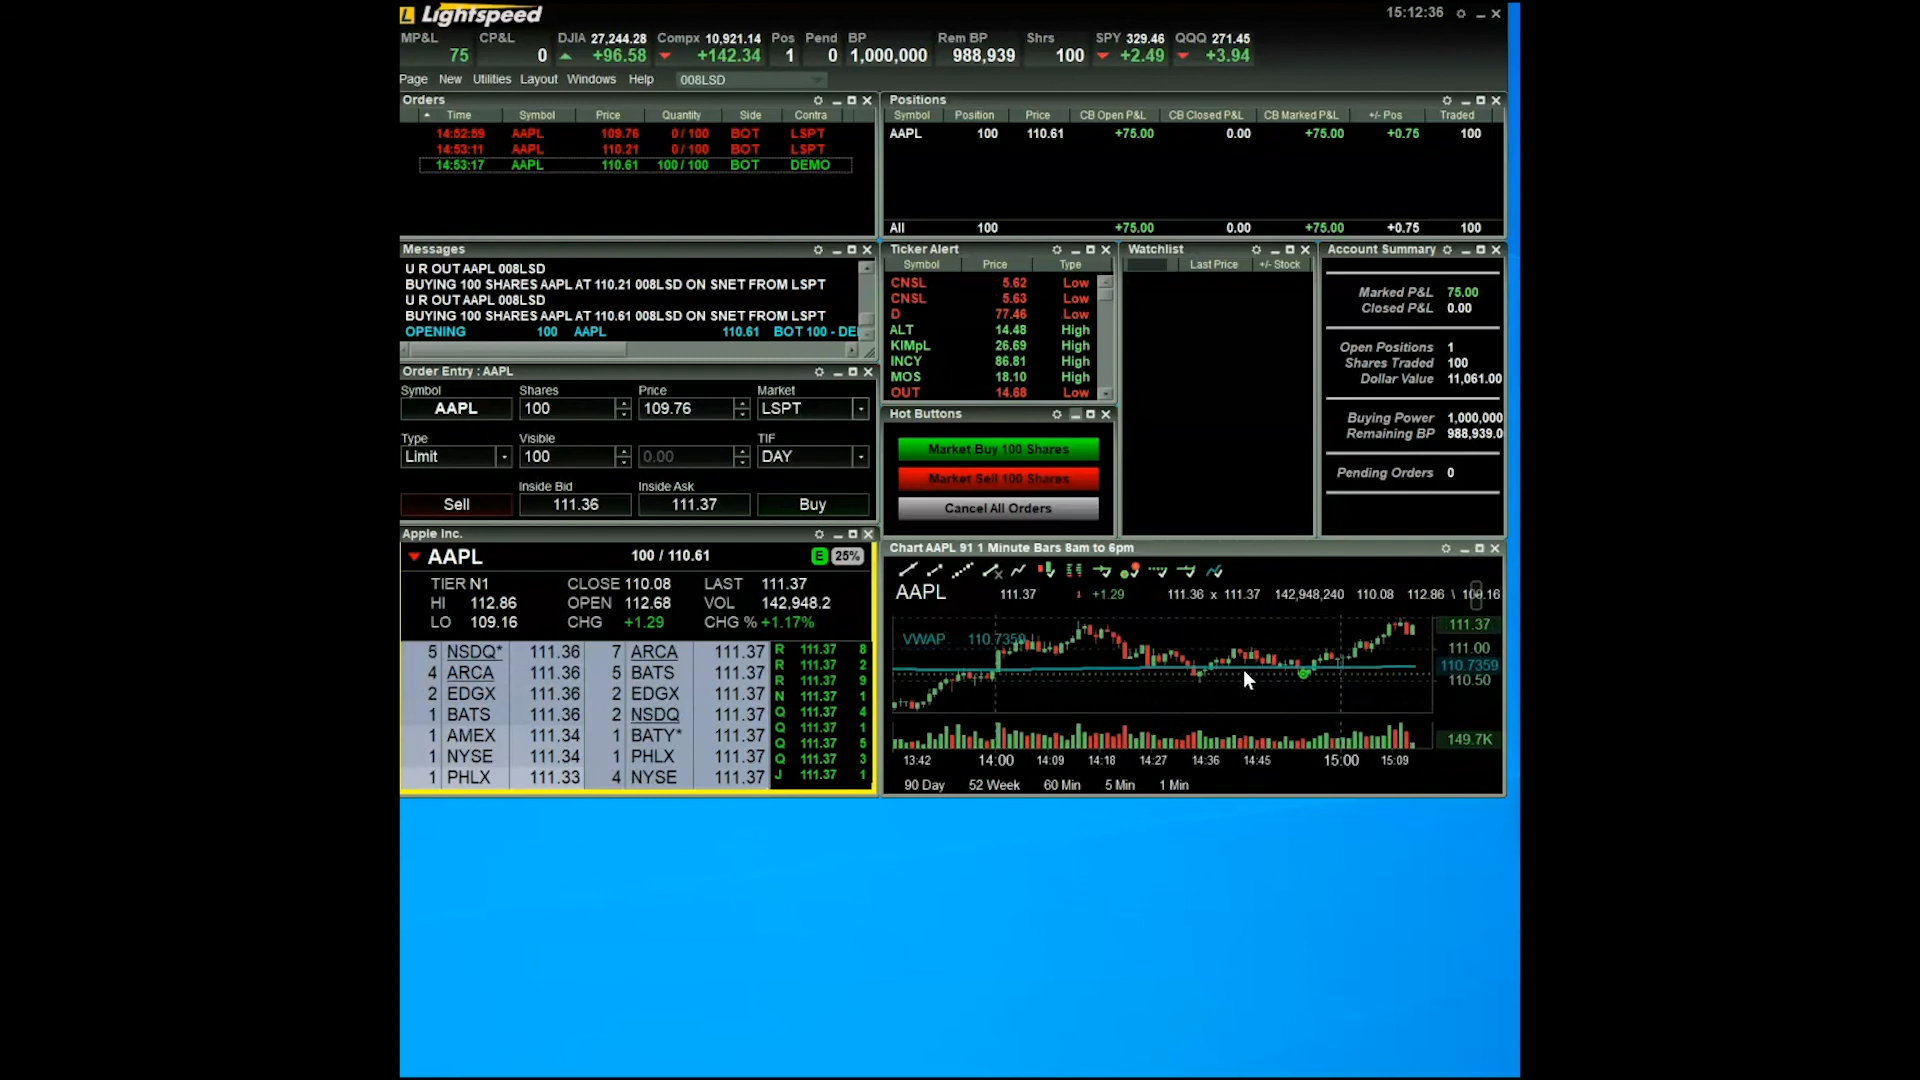 Lightspeed
15:12:36
MP&L CP&L DJIA 27,244.28 Compx 10,921.14 Pos Pend BP Rem BP Shrs SPY 329.46 QQQ 271.45
75 0 +96.58 +142.34 1 0 1,000,000 988,939 100 +2.49 +3.94
Page New Utilities Layout Windows Help 008LSD
Orders
Time Symbol Price Quantity Side Contra
14:52:59 AAPL 109.76 0 / 100 BOT LSPT
14:53:11 AAPL 110.21 0 / 100 BOT LSPT
14:53:17 AAPL 110.61 100 / 100 BOT DEMO
Positions
Symbol Position Price CB Open P&L CB Closed P&L CB Marked P&L +/- Pos Traded
AAPL 100 110.61 +75.00 0.00 +75.00 +0.75 100
All 100 +75.00 0.00 +75.00 +0.75 100
Messages
U R OUT AAPL 008LSD
BUYING 100 SHARES AAPL AT 110.21 008LSD ON SNET FROM LSPT
U R OUT AAPL 008LSD
BUYING 100 SHARES AAPL AT 110.61 008LSD ON SNET FROM LSPT
OPENING 100 AAPL 110.61 BOT 100 - DE
Ticker Alert
Symbol Price Type
CNSL 5.62 Low
CNSL 5.63 Low
D 77.46 Low
ALT 14.48 High
KIMpL 26.69 High
INCY 86.81 High
MOS 18.10 High
OUT 14.68 Low
Watchlist
Last Price +/- Stock
Account Summary
Marked P&L 75.00
Closed P&L 0.00
Open Positions 1
Shares Traded 100
Dollar Value 11,061.00
Buying Power 1,000,000
Remaining BP 988,939.0
Pending Orders 0
Order Entry : AAPL
Symbol Shares Price Market
AAPL 100 109.76 LSPT
Type Visible TIF
Limit 100 0.00 DAY
Inside Bid Inside Ask
Sell 111.36 111.37 Buy
Hot Buttons
Market Buy 100 Shares
Market Sell 100 Shares
Cancel All Orders
Apple Inc.
AAPL 100 / 110.61 E 25%
TIER N1 CLOSE 110.08 LAST 111.37
HI 112.86 OPEN 112.68 VOL 142,948.2
LO 109.16 CHG +1.29 CHG % +1.17%
5 NSDQ* 111.36 7 ARCA 111.37
4 ARCA 111.36 5 BATS 111.37
2 EDGX 111.36 2 EDGX 111.37
1 BATS 111.36 2 NSDQ 111.37
1 AMEX 111.34 1 BATY* 111.37
1 NYSE 111.34 1 PHLX 111.37
1 PHLX 111.33 4 NYSE 111.37
R 111.37 8
R 111.37 2
R 111.37 9
N 111.37 1
Q 111.37 4
Q 111.37 1
Q 111.37 5
Q 111.37 3
J 111.37 1
Chart AAPL 91 1 Minute Bars 8am to 6pm
AAPL 111.37 +1.29 111.36 x 111.37 142,948,240 110.08 112.86 \ 109.16
VWAP 110.7359
111.37
111.00
110.7359
110.50
149.7K
13:42 14:00 14:09 14:18 14:27 14:36 14:45 15:00 15:09
90 Day 52 Week 60 Min 5 Min 1 Min